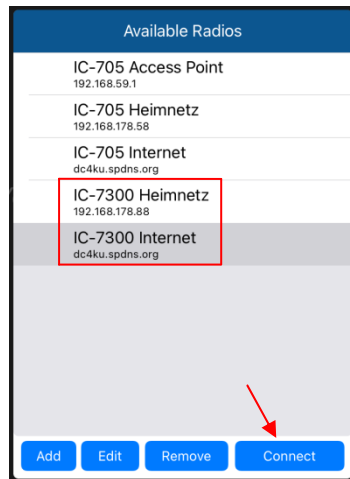 Available Radios
IC-705 Access Point
192.168.59.1
IC-705 Heimnetz
192.168.178.58
IC-705 Internet
dc4ku.spdns.org
IC-7300 Heimnetz
192.168.178.88
IC-7300 Internet
dc4ku.spdns.org
Add Edit Remove Connect